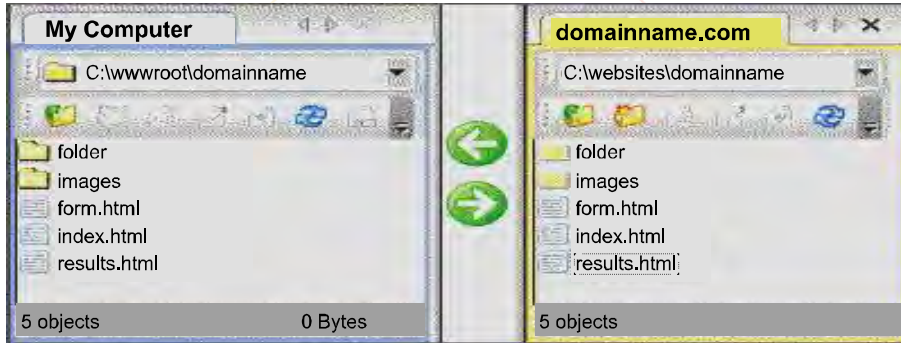 My Computer
C:\wwwroot\domainname
folder
images
form.html
index.html
results.html
5 objects 0 Bytes
domainname.com
C:\websites\domainname
folder
images
form.html
index.html
results.html
5 objects